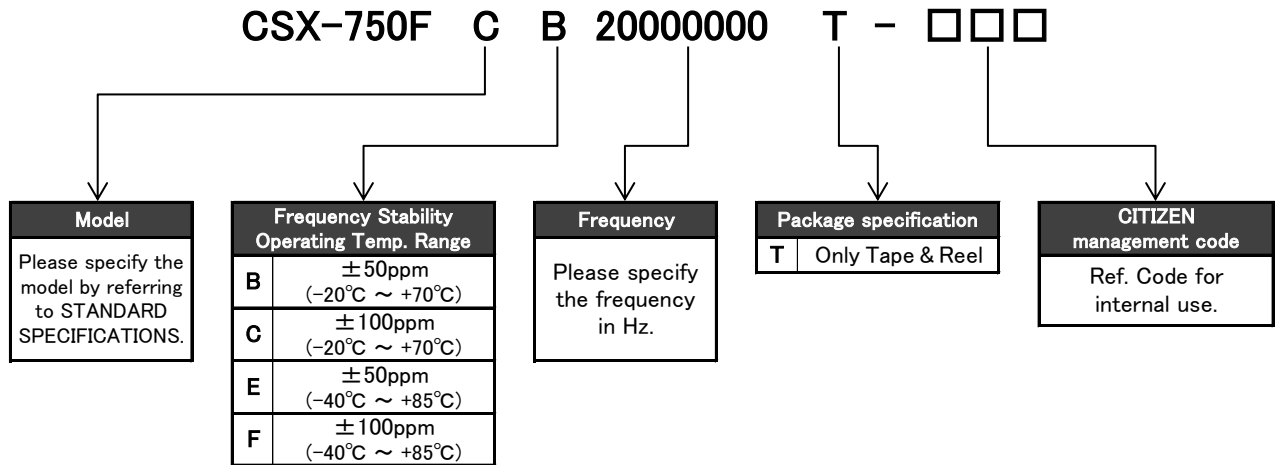 CSX-750F C B 20000000 T - □□□
Model
Please specify the
model by referring
to STANDARD
SPECIFICATIONS.
Frequency Stability
Operating Temp. Range
B ±50ppm
(-20℃ ~ +70℃)
C ±100ppm
(-20℃ ~ +70℃)
E ±50ppm
(-40℃ ~ +85℃)
F ±100ppm
(-40℃ ~ +85℃)
Frequency
Please specify
the frequency
in Hz.
Package specification
T Only Tape & Reel
CITIZEN
management code
Ref. Code for
internal use.